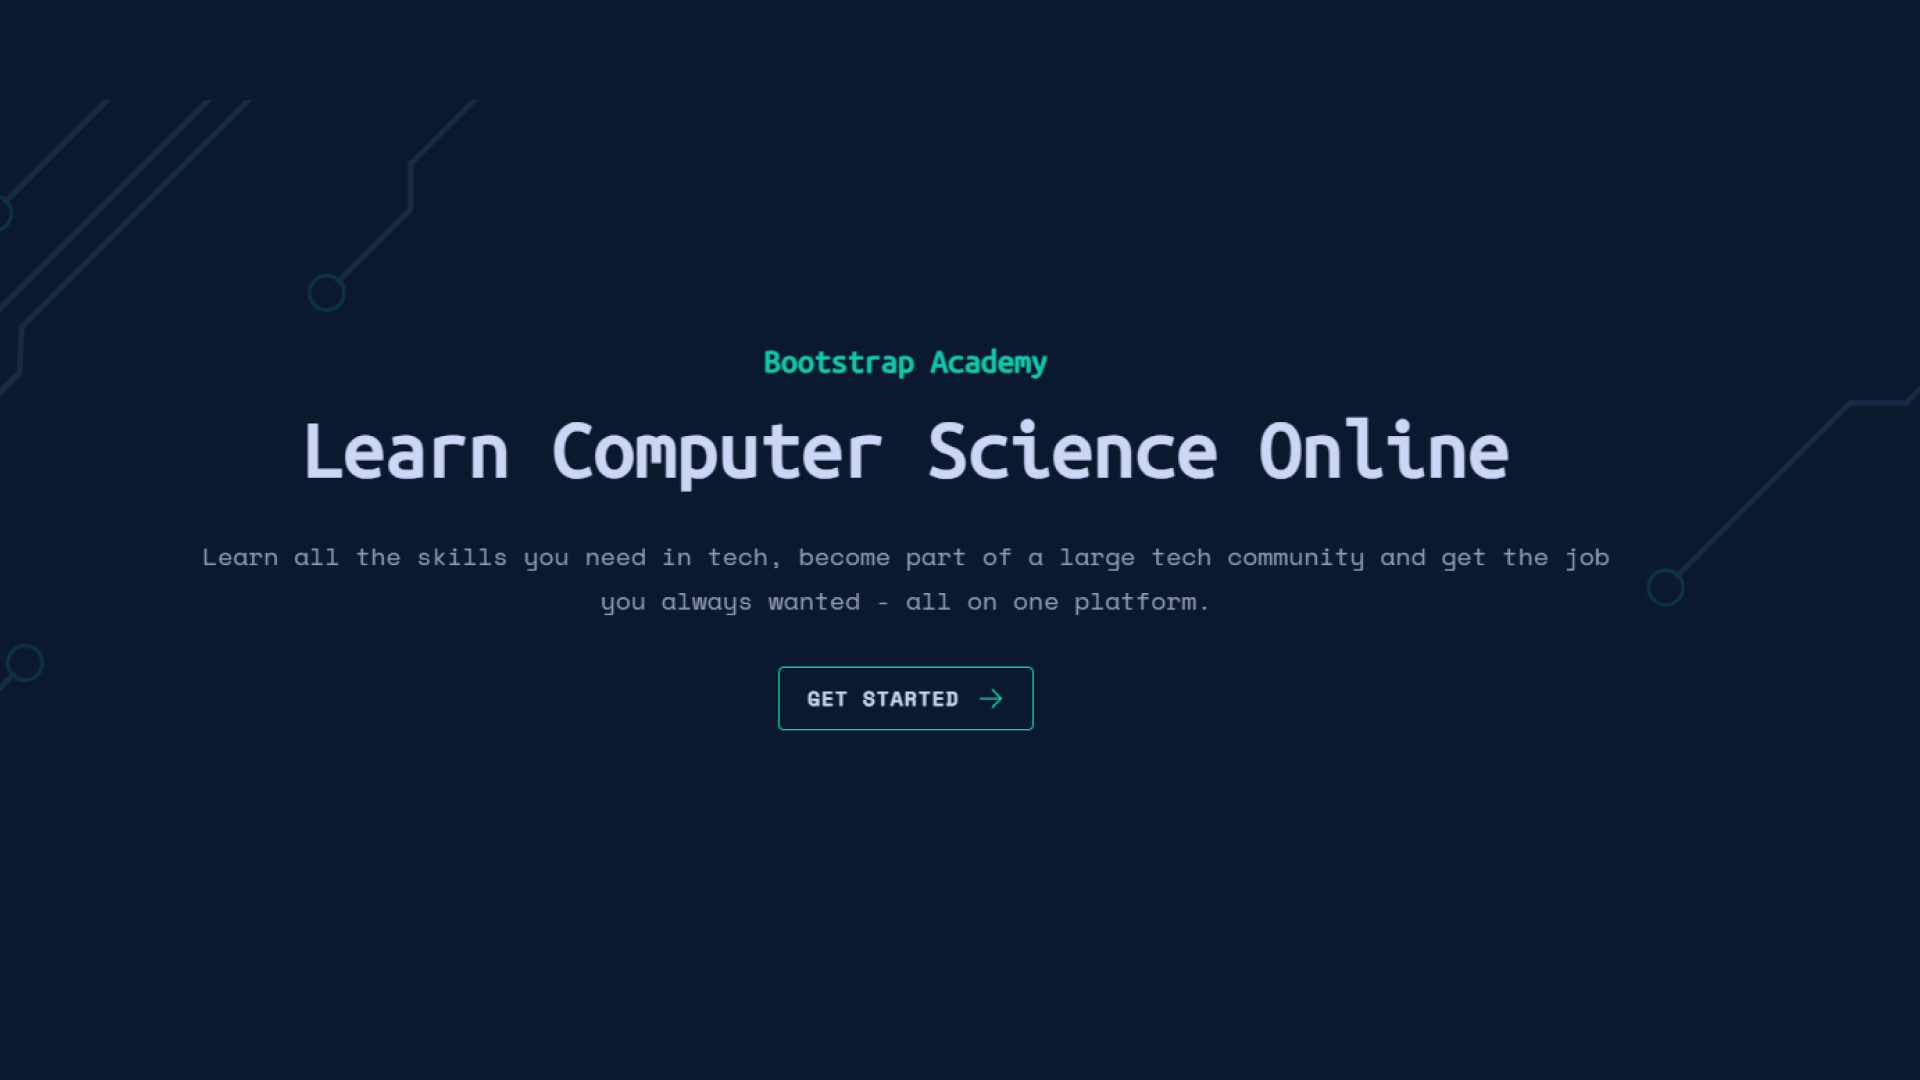 Bootstrap Academy
Learn Computer Science Online
Learn all the skills you need in tech, become part of a large tech community and get the job
you always wanted - all on one platform.
GET STARTED